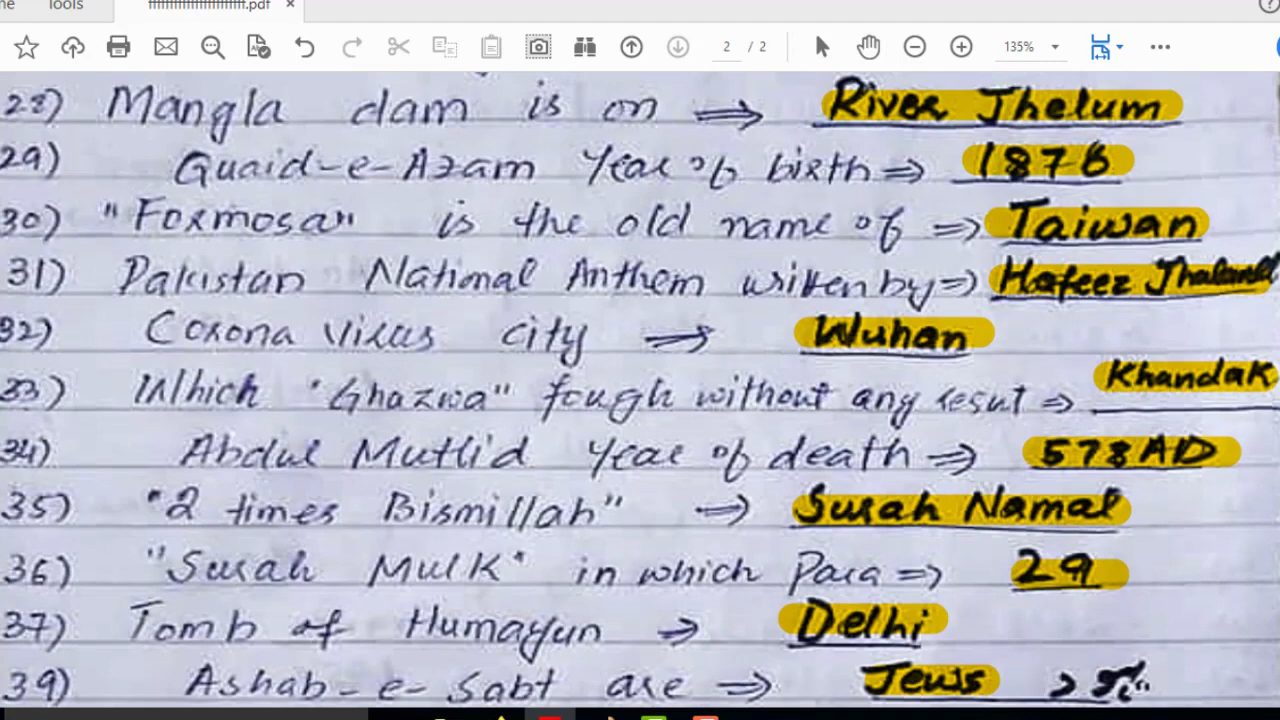 Tools
ffffffffffffffffffffffff.pdf ×
2 / 2
135%
28) Mangla dam is on ⇒ River Jhelum
29) Quaid-e-Azam Year of birth ⇒ 1876
30) "Formosa" is the old name of ⇒ Taiwan
31) Pakistan National Anthem written by ⇒ Hafeez
32) Corona Virus city ⇒ Wuhan
33) Which "Ghazwa" fough without any resut ⇒ Khandak
34) Abdul Mutlid Year of death ⇒ 578 AD
35) "2 times Bismillah" ⇒ Surah Namal
36) "Surah Mulk" in which Para ⇒ 29
37) Tomb of Humayun ⇒ Delhi
39) Ashab-e-Sabt are ⇒ Jews